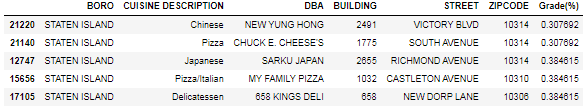 BORO CUISINE DESCRIPTION DBA BUILDING STREET ZIPCODE Grade(%)
21220 STATEN ISLAND Chinese NEW YUNG HONG 2491 VICTORY BLVD 10314 0.307692
21140 STATEN ISLAND Pizza CHUCK E. CHEESE'S 1775 SOUTH AVENUE 10314 0.307692
12747 STATEN ISLAND Japanese SARKU JAPAN 2655 RICHMOND AVENUE 10314 0.384615
15656 STATEN ISLAND Pizza/Italian MY FAMILY PIZZA 1032 CASTLETON AVENUE 10310 0.384615
17105 STATEN ISLAND Delicatessen 658 KINGS DELI 658 NEW DORP LANE 10306 0.384615